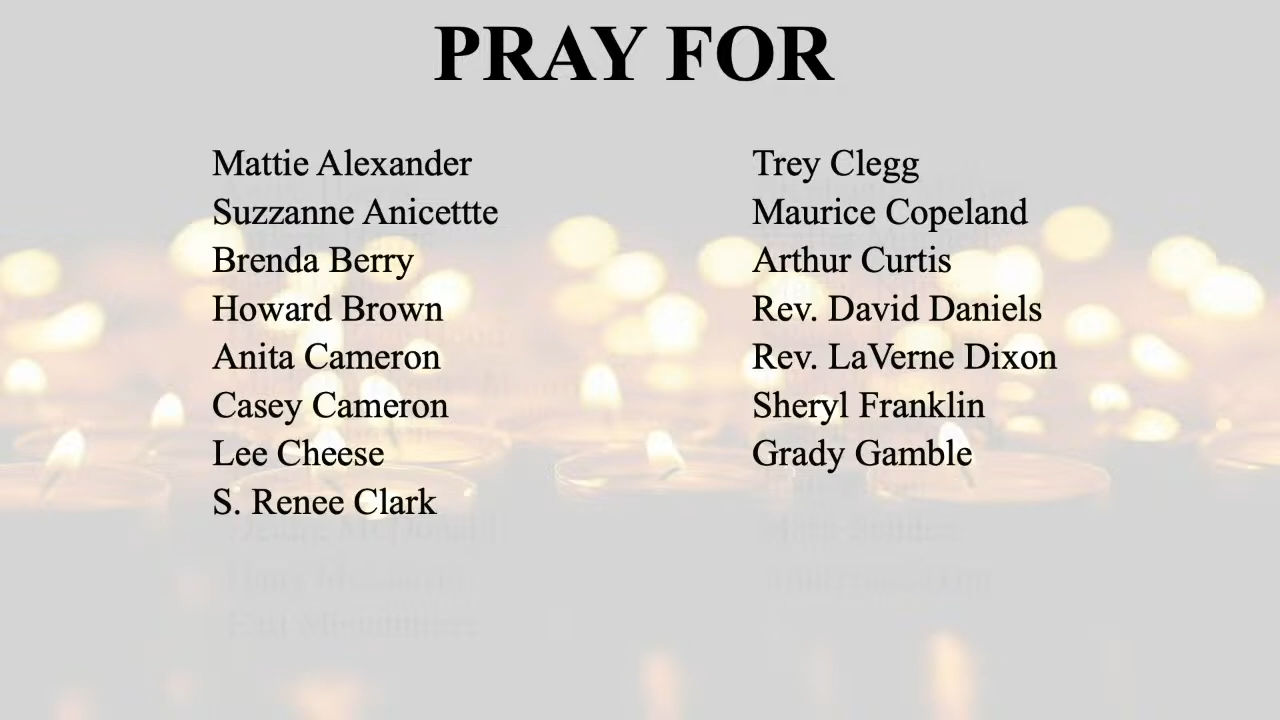 PRAY FOR
Mattie Alexander
Suzzanne Anicettte
Brenda Berry
Howard Brown
Anita Cameron
Casey Cameron
Lee Cheese
S. Renee Clark
Trey Clegg
Maurice Copeland
Arthur Curtis
Rev. David Daniels
Rev. LaVerne Dixon
Sheryl Franklin
Grady Gamble